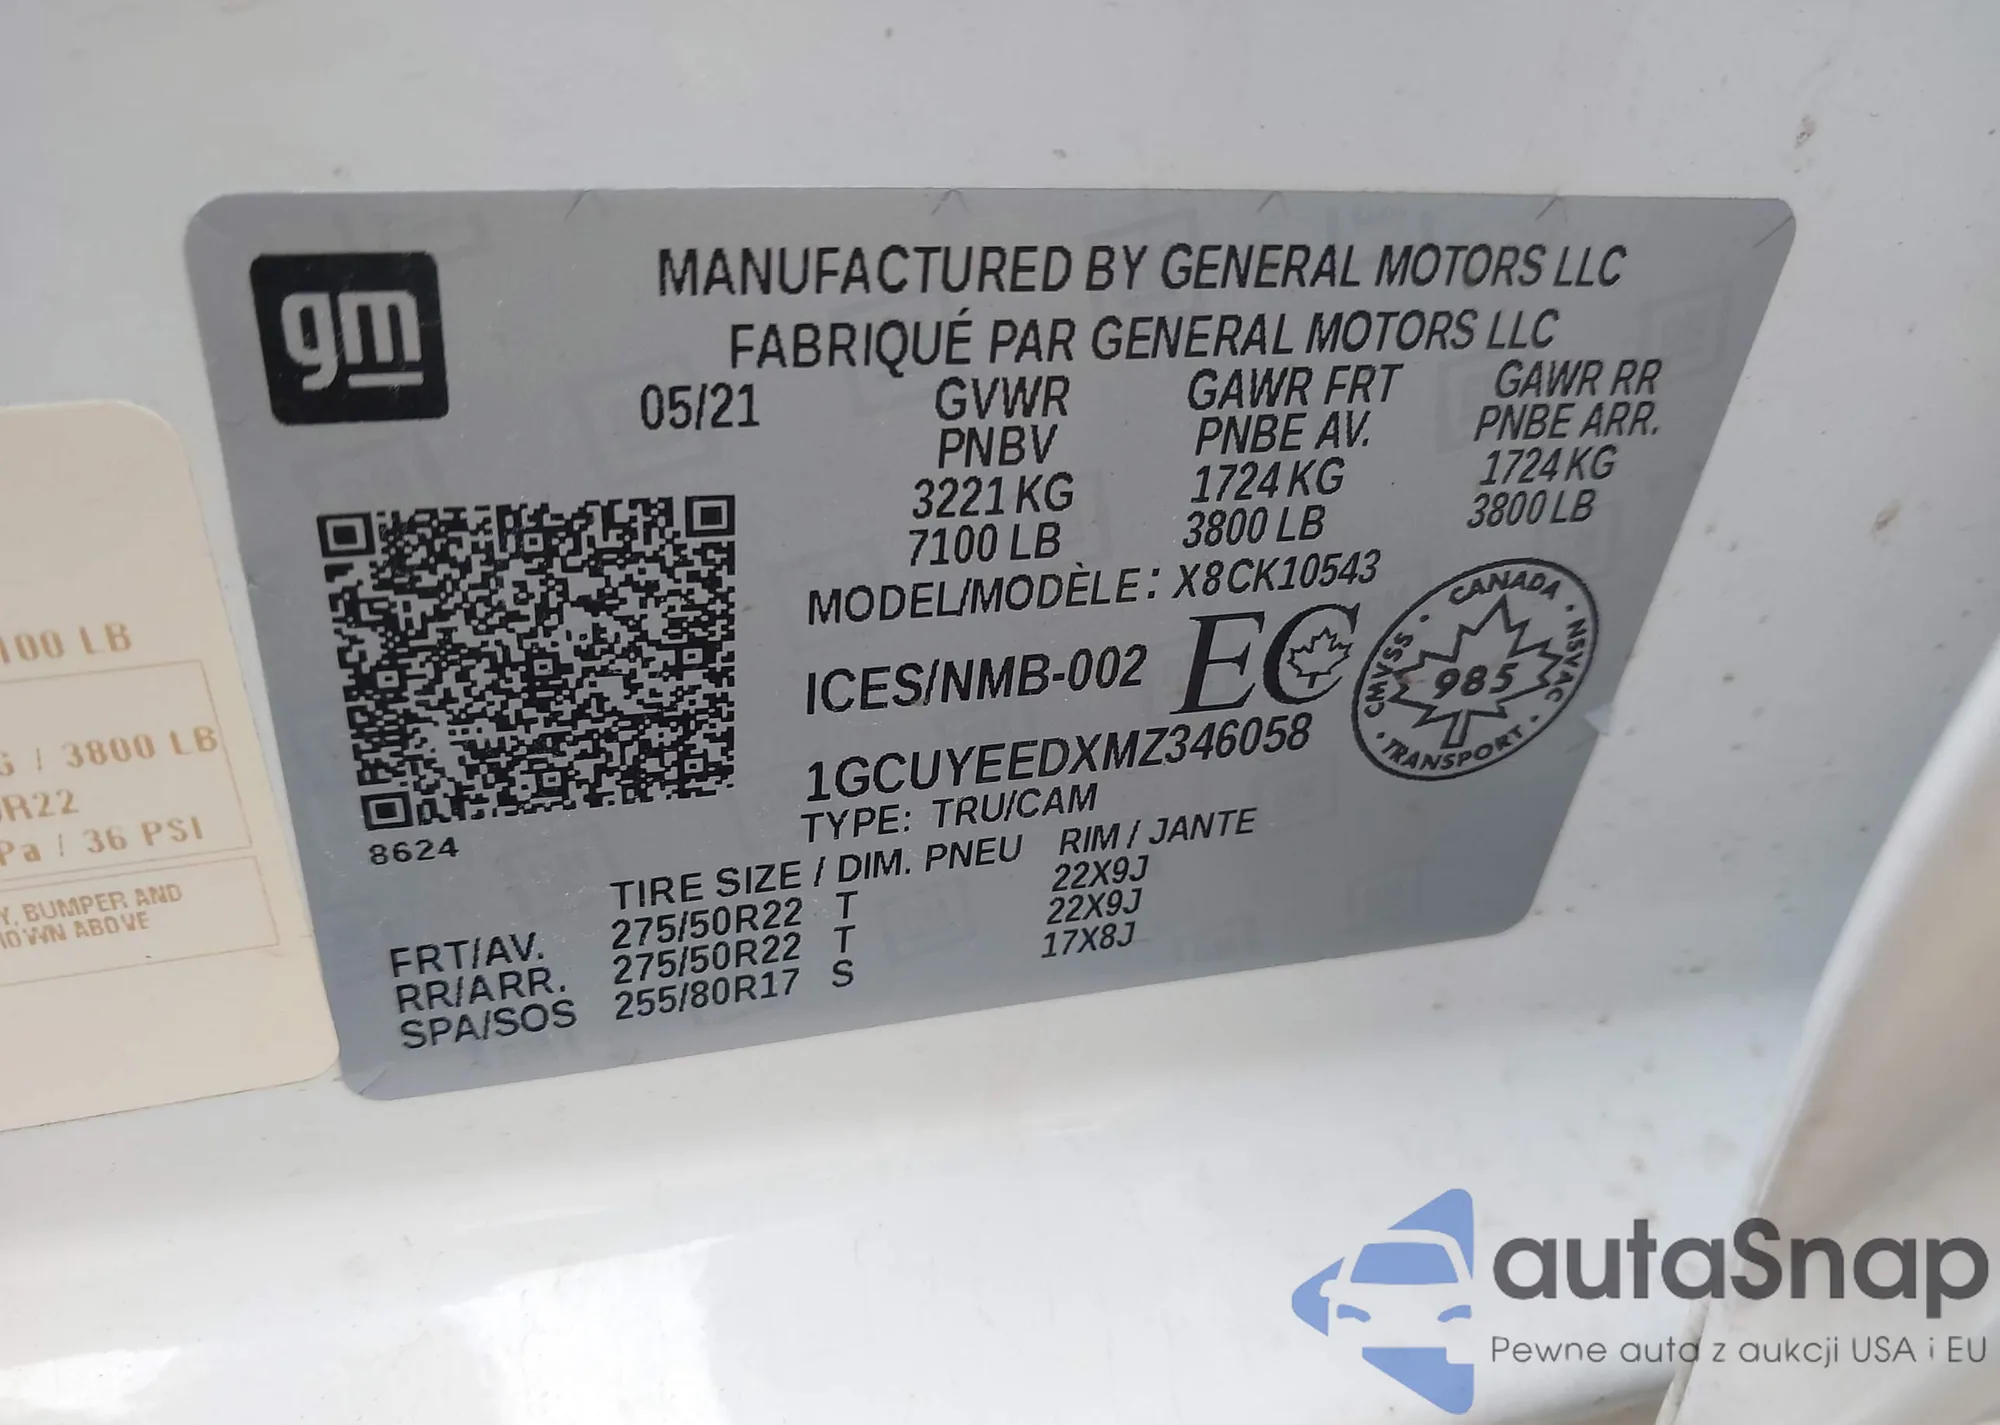 gm
MANUFACTURED BY GENERAL MOTORS LLC
FABRIQUÉ PAR GENERAL MOTORS LLC
05/21 GVWR GAWR FRT GAWR RR
PNBV PNBE AV. PNBE ARR.
3221 KG 1724 KG 1724 KG
7100 LB 3800 LB 3800 LB
MODEL/MODÈLE: X8CK10543
ICES/NMB-002 EC
CANADA · NSVAC · TRANSPORT · CMVSS ·
985
1GCUYEEDXMZ346058
TYPE: TRU/CAM
8624
TIRE SIZE / DIM. PNEU RIM / JANTE
FRT/AV. 275/50R22 T 22X9J
RR/ARR. 275/50R22 T 22X9J
SPA/SOS 255/80R17 S 17X8J
100 LB
/ 3800 LB
R22
Pa / 36 PSI
BUMPER AND
ABOVE
autaSnap
Pewne auta z aukcji USA i EU